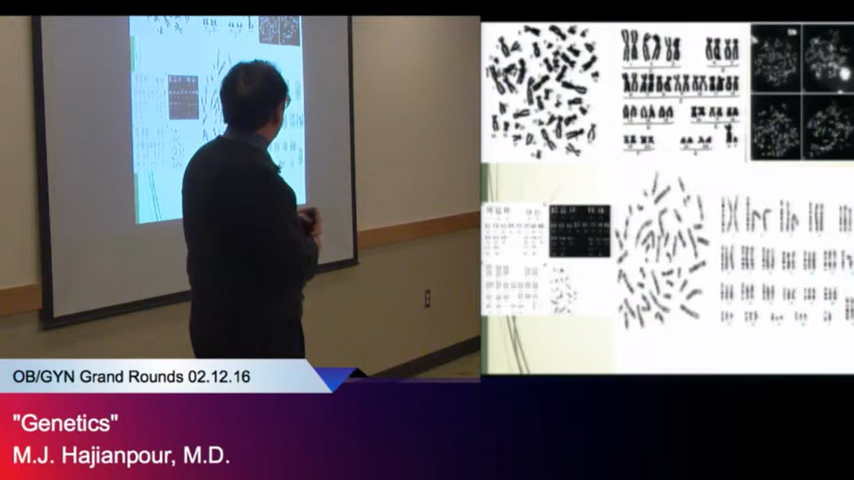 OB/GYN Grand Rounds 02.12.16
"Genetics"
M.J. Hajianpour, M.D.